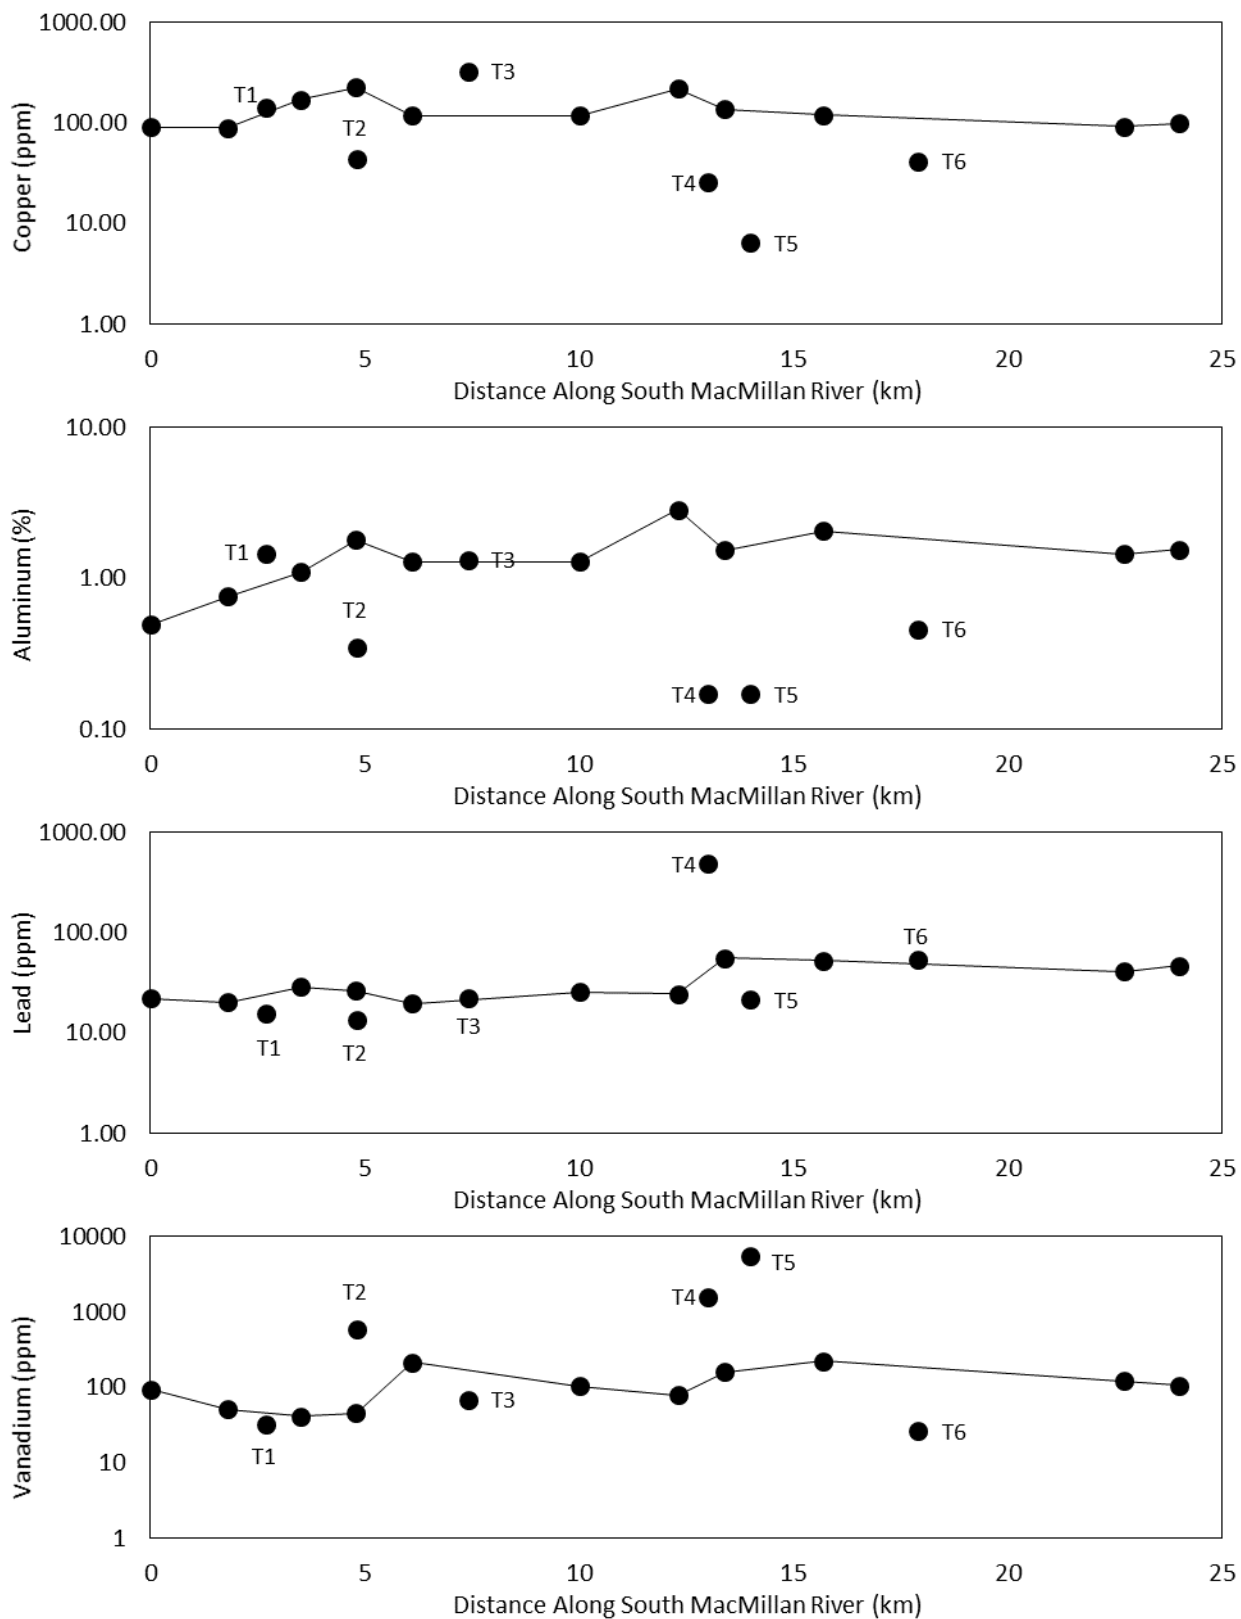 1000.00
T1
T3
100.00
T2
Copper (ppm)
T4
T6
10.00
T5
1.00
0 5 10 15 20 25
Distance Along South MacMillan River (km)
10.00
T1
T3
1.00
T2
Aluminum (%)
T6
T4
T5
0.10
0 5 10 15 20 25
Distance Along South MacMillan River (km)
1000.00
T4
100.00
T6
Lead (ppm)
T5
10.00
T3
T1
T2
1.00
0 5 10 15 20 25
Distance Along South MacMillan River (km)
10000
T5
T2
T4
1000
Vanadium (ppm)
100
T3
T6
T1
10
1
0 5 10 15 20 25
Distance Along South MacMillan River (km)